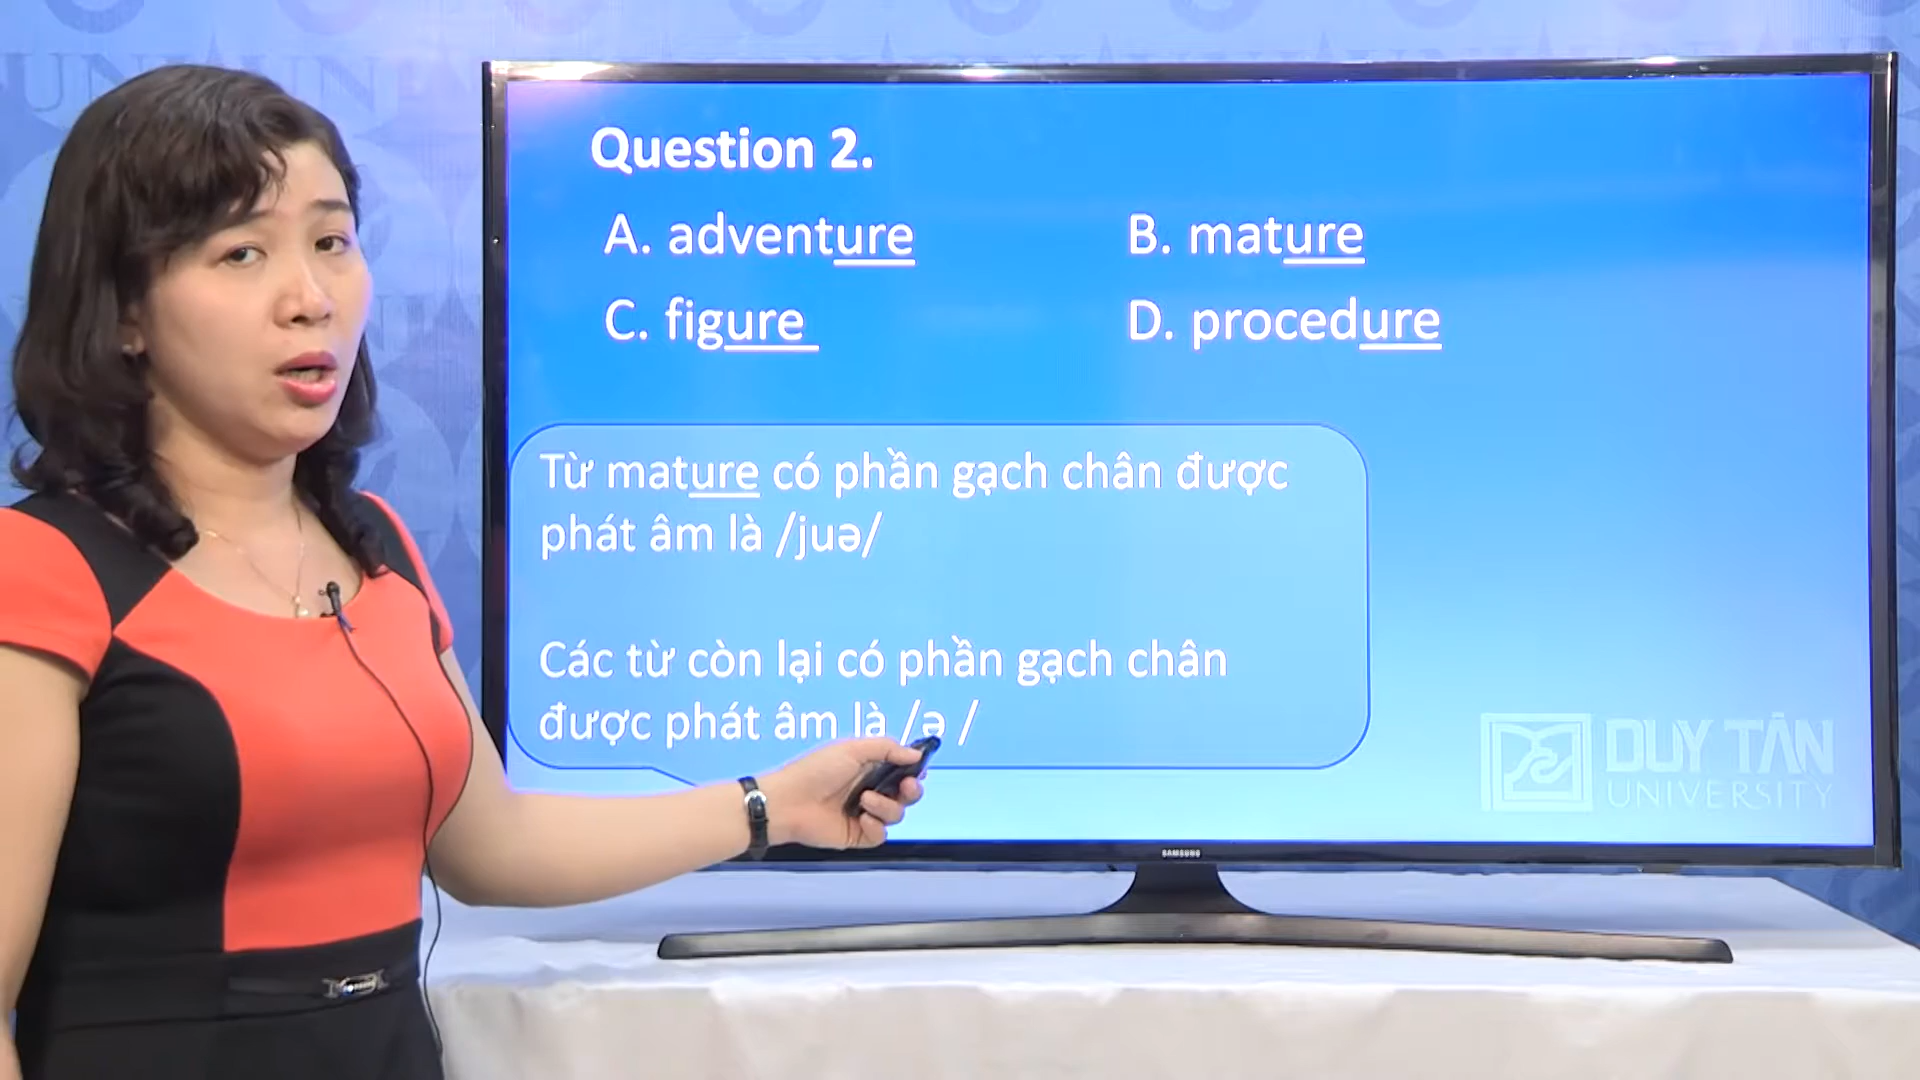 Question 2.
A. adventure B. mature
C. figure D. procedure
Từ mature có phần gạch chân được
phát âm là /juə/
Các từ còn lại có phần gạch chân
được phát âm là /ə /
DUY TÂN
UNIVERSITY
SAMSUNG